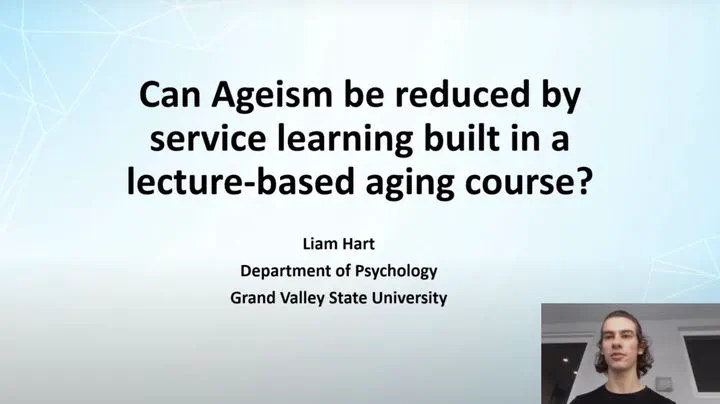 Can Ageism be reduced by
service learning built in a
lecture-based aging course?
Liam Hart
Department of Psychology
Grand Valley State University